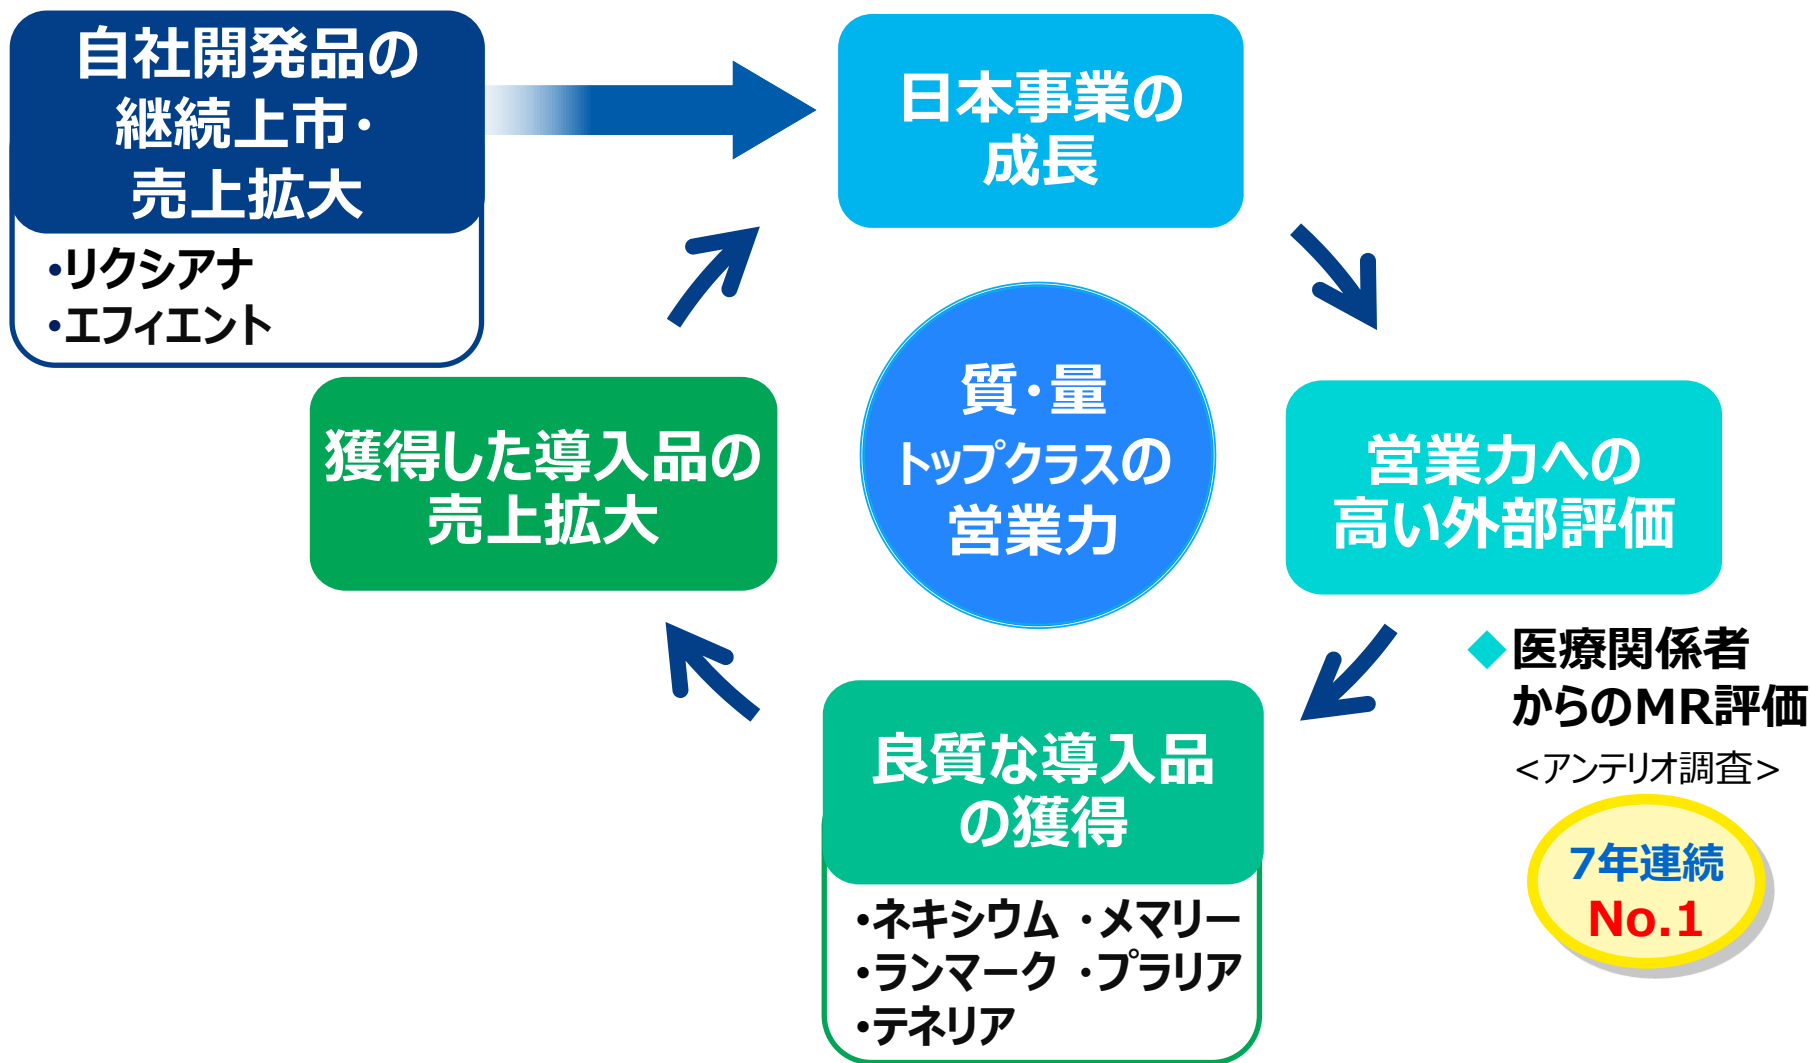 自社開発品の
継続上市・
売上拡大
・リクシアナ
・エフィエント
日本事業の
成長
質・量
トップクラスの
営業力
獲得した導入品の
売上拡大
営業力への
高い外部評価
◆医療関係者
からのMR評価
<アンテリオ調査>
7年連続
No.1
良質な導入品
の獲得
・ネキシウム ・メマリー
・ランマーク ・プラリア
・テネリア